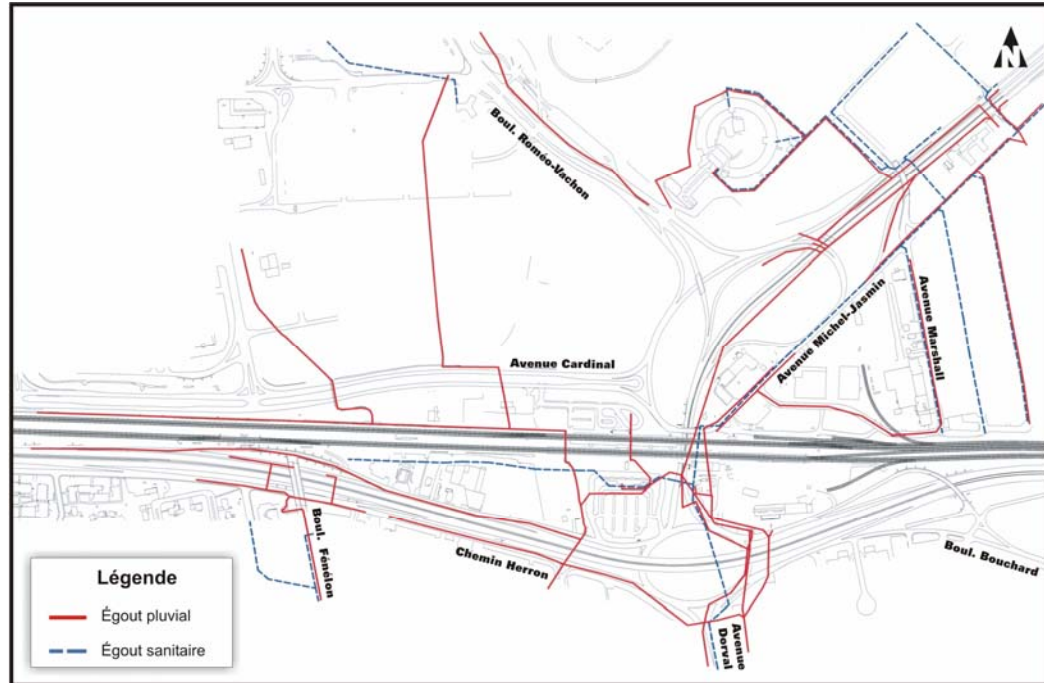 N
Boul. Roméo-Vachon
Avenue Michel-Jasmin
Avenue Marshall
Avenue Cardinal
Boul. Fénélon
Chemin Herron
Boul. Bouchard
Avenue
Dorval
Légende
Égout pluvial
Égout sanitaire